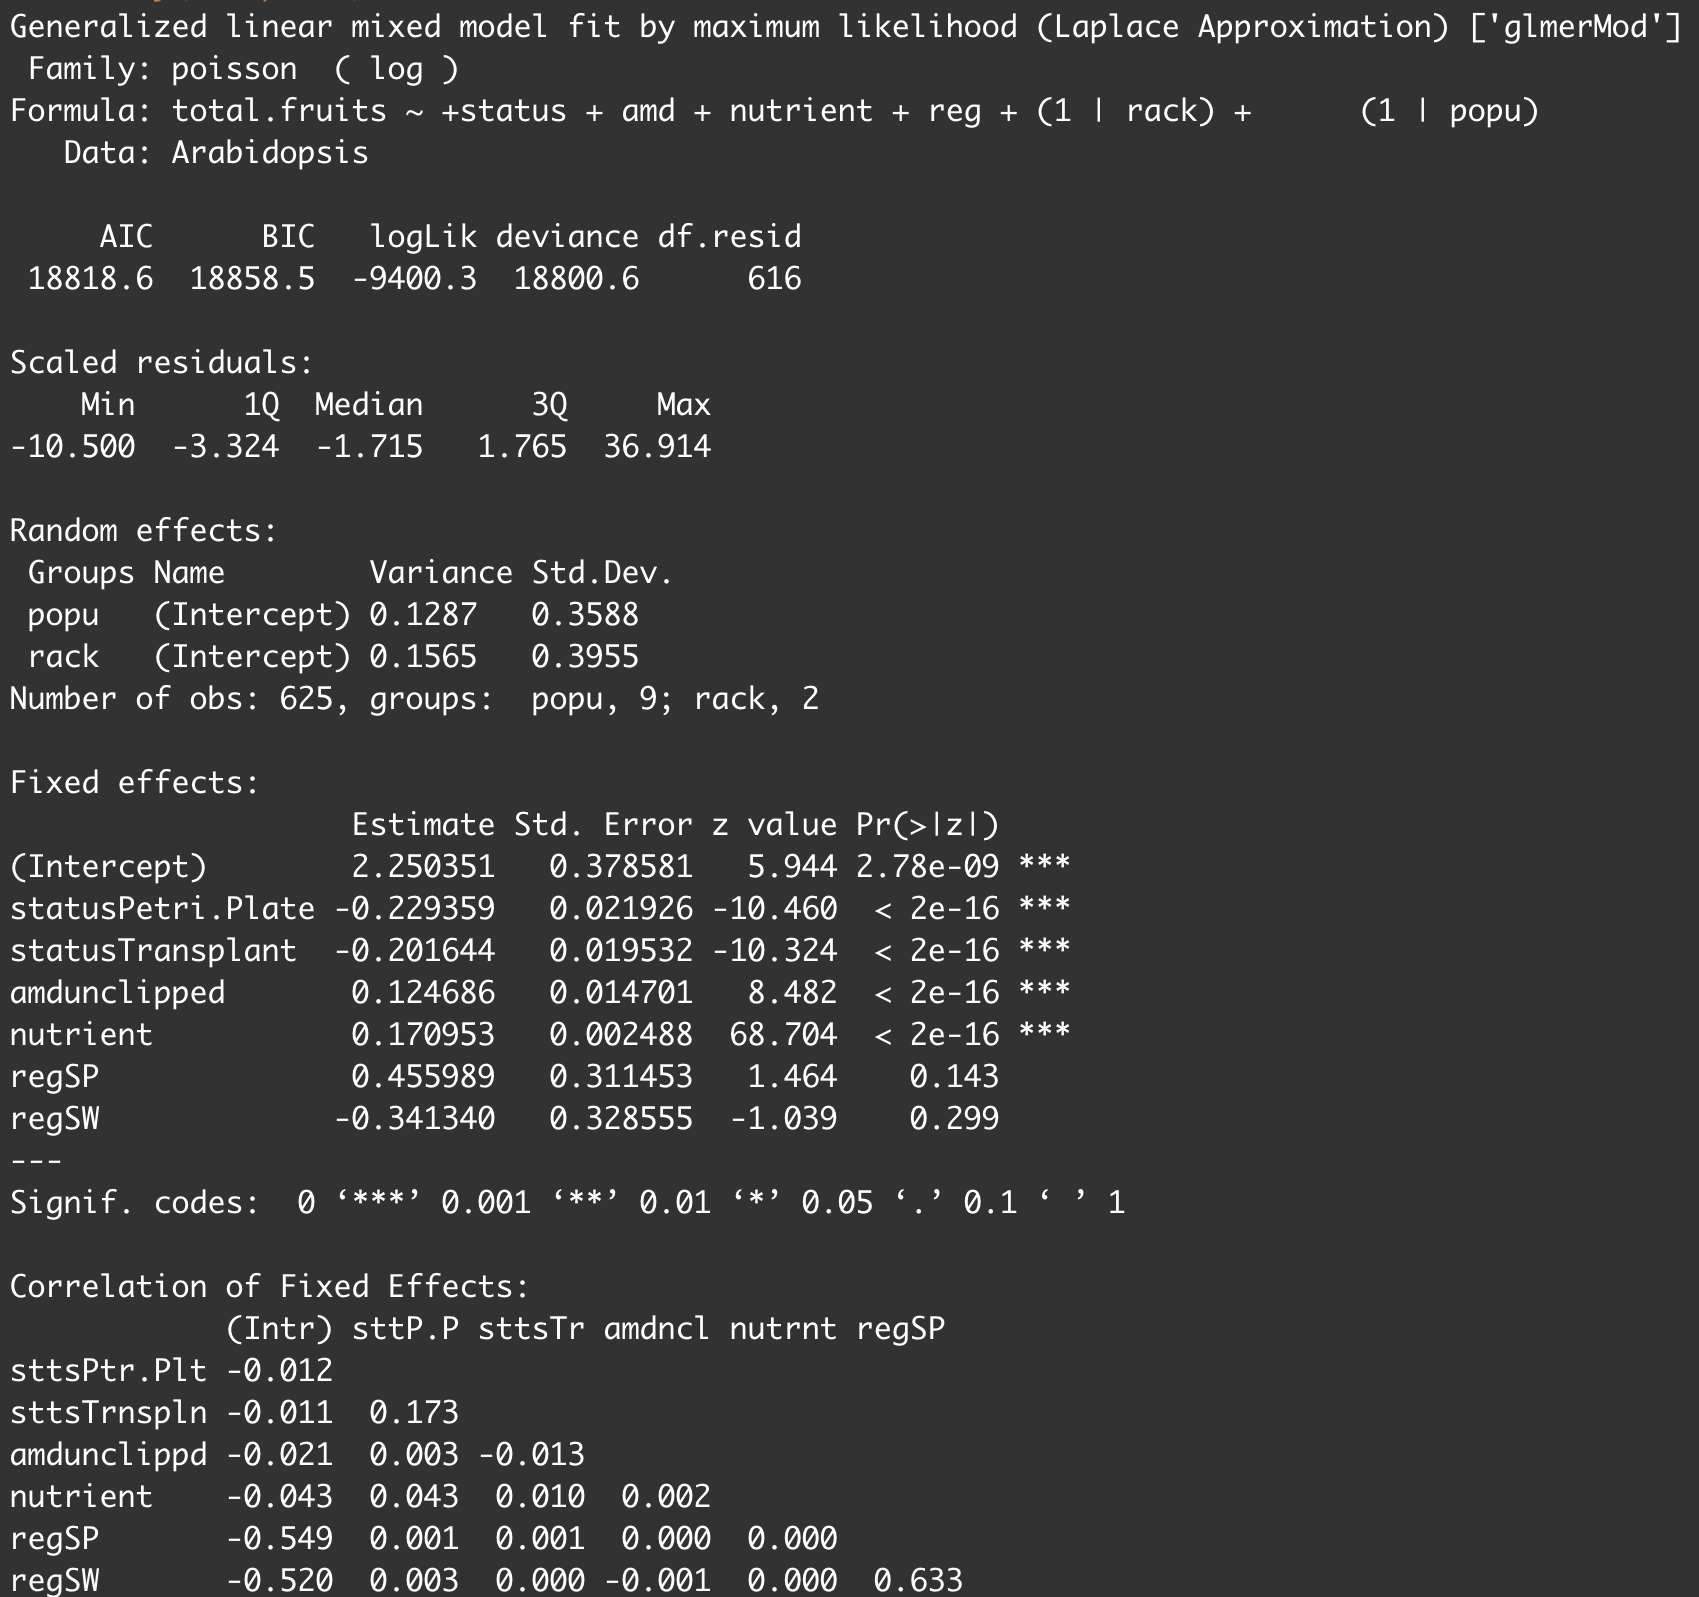 Generalized linear mixed model fit by maximum likelihood (Laplace Approximation) ['glmerMod']
 Family: poisson  ( log )
Formula: total.fruits ~ +status + amd + nutrient + reg + (1 | rack) +      (1 | popu)
   Data: Arabidopsis

     AIC      BIC   logLik deviance df.resid
 18818.6  18858.5  -9400.3  18800.6      616

Scaled residuals:
    Min      1Q  Median      3Q     Max
-10.500  -3.324  -1.715   1.765  36.914

Random effects:
 Groups Name        Variance Std.Dev.
 popu   (Intercept) 0.1287   0.3588
 rack   (Intercept) 0.1565   0.3955
Number of obs: 625, groups:  popu, 9; rack, 2

Fixed effects:
                   Estimate Std. Error z value Pr(>|z|)
(Intercept)        2.250351   0.378581   5.944 2.78e-09 ***
statusPetri.Plate -0.229359   0.021926 -10.460  < 2e-16 ***
statusTransplant  -0.201644   0.019532 -10.324  < 2e-16 ***
amdunclipped       0.124686   0.014701   8.482  < 2e-16 ***
nutrient           0.170953   0.002488  68.704  < 2e-16 ***
regSP              0.455989   0.311453   1.464    0.143
regSW             -0.341340   0.328555  -1.039    0.299
---
Signif. codes:  0 ‘***’ 0.001 ‘**’ 0.01 ‘*’ 0.05 ‘.’ 0.1 ‘ ’ 1

Correlation of Fixed Effects:
            (Intr) sttP.P sttsTr amdncl nutrnt regSP
sttsPtr.Plt -0.012
sttsTrnspln -0.011  0.173
amdunclippd -0.021  0.003 -0.013
nutrient    -0.043  0.043  0.010  0.002
regSP       -0.549  0.001  0.001  0.000  0.000
regSW       -0.520  0.003  0.000 -0.001  0.000  0.633